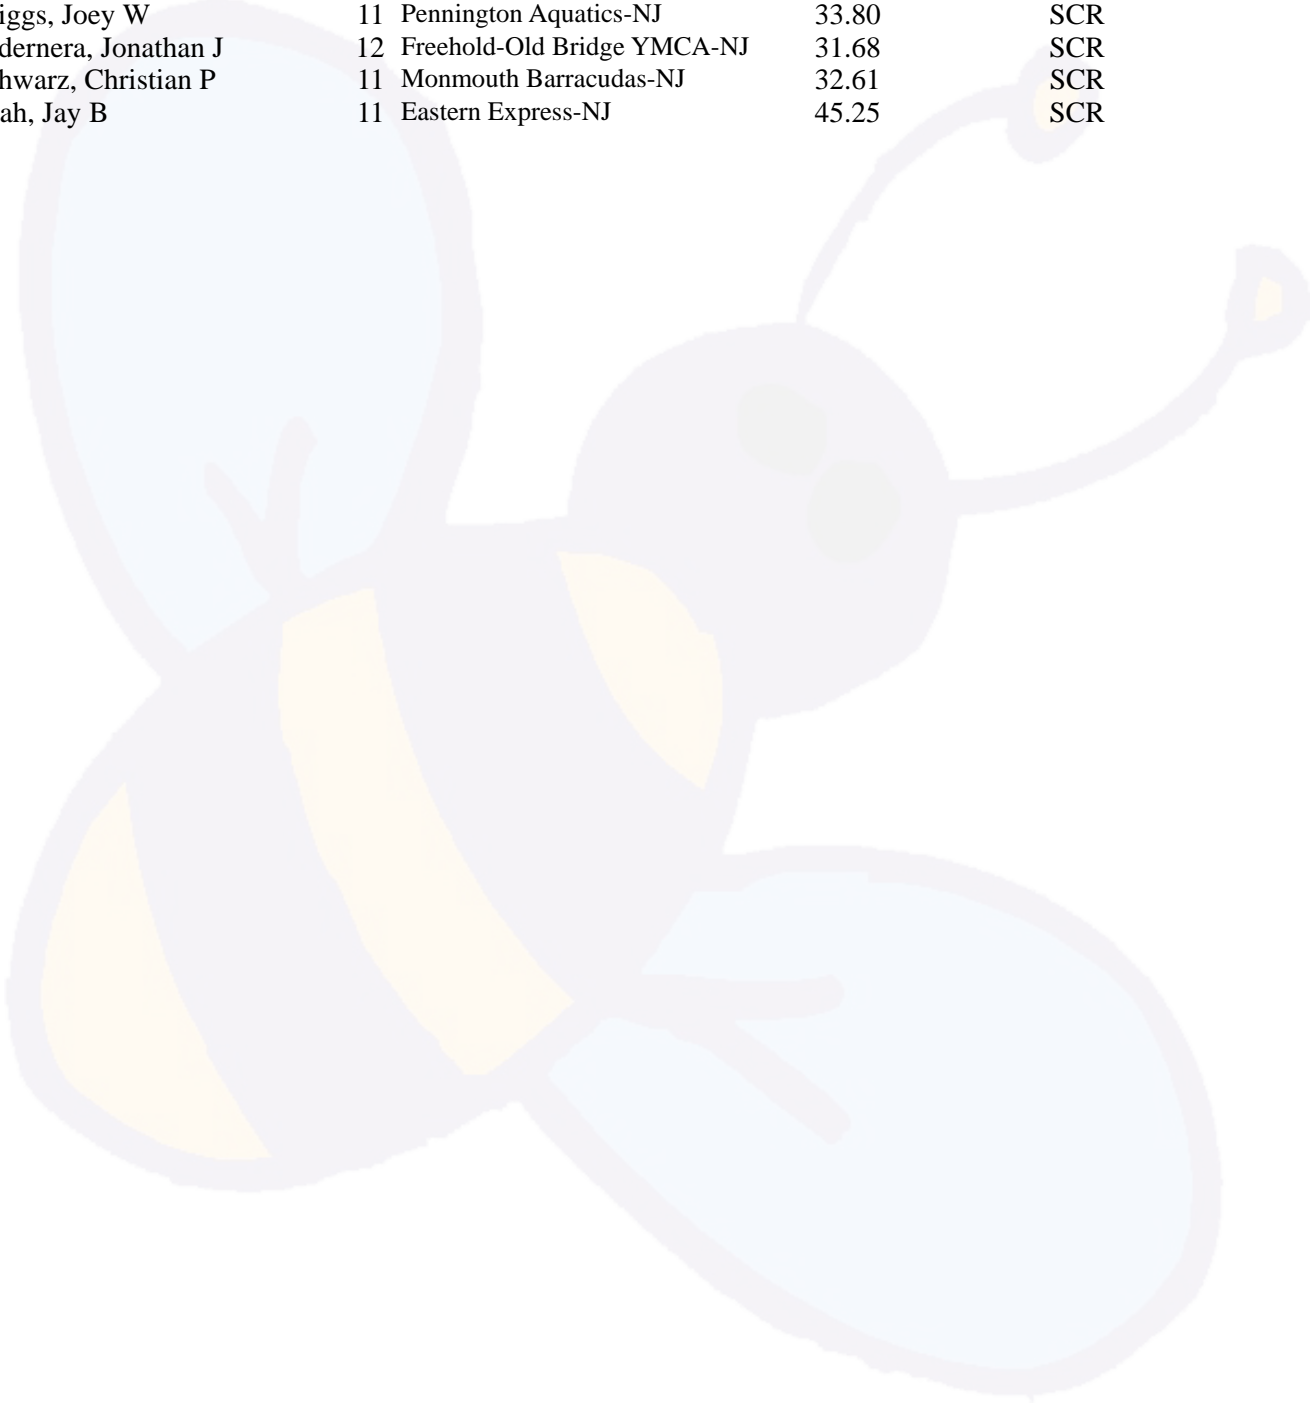 iggs, Joey W 11 Pennington Aquatics-NJ 33.80 SCR
dernera, Jonathan J 12 Freehold-Old Bridge YMCA-NJ 31.68 SCR
hwarz, Christian P 11 Monmouth Barracudas-NJ 32.61 SCR
ah, Jay B 11 Eastern Express-NJ 45.25 SCR